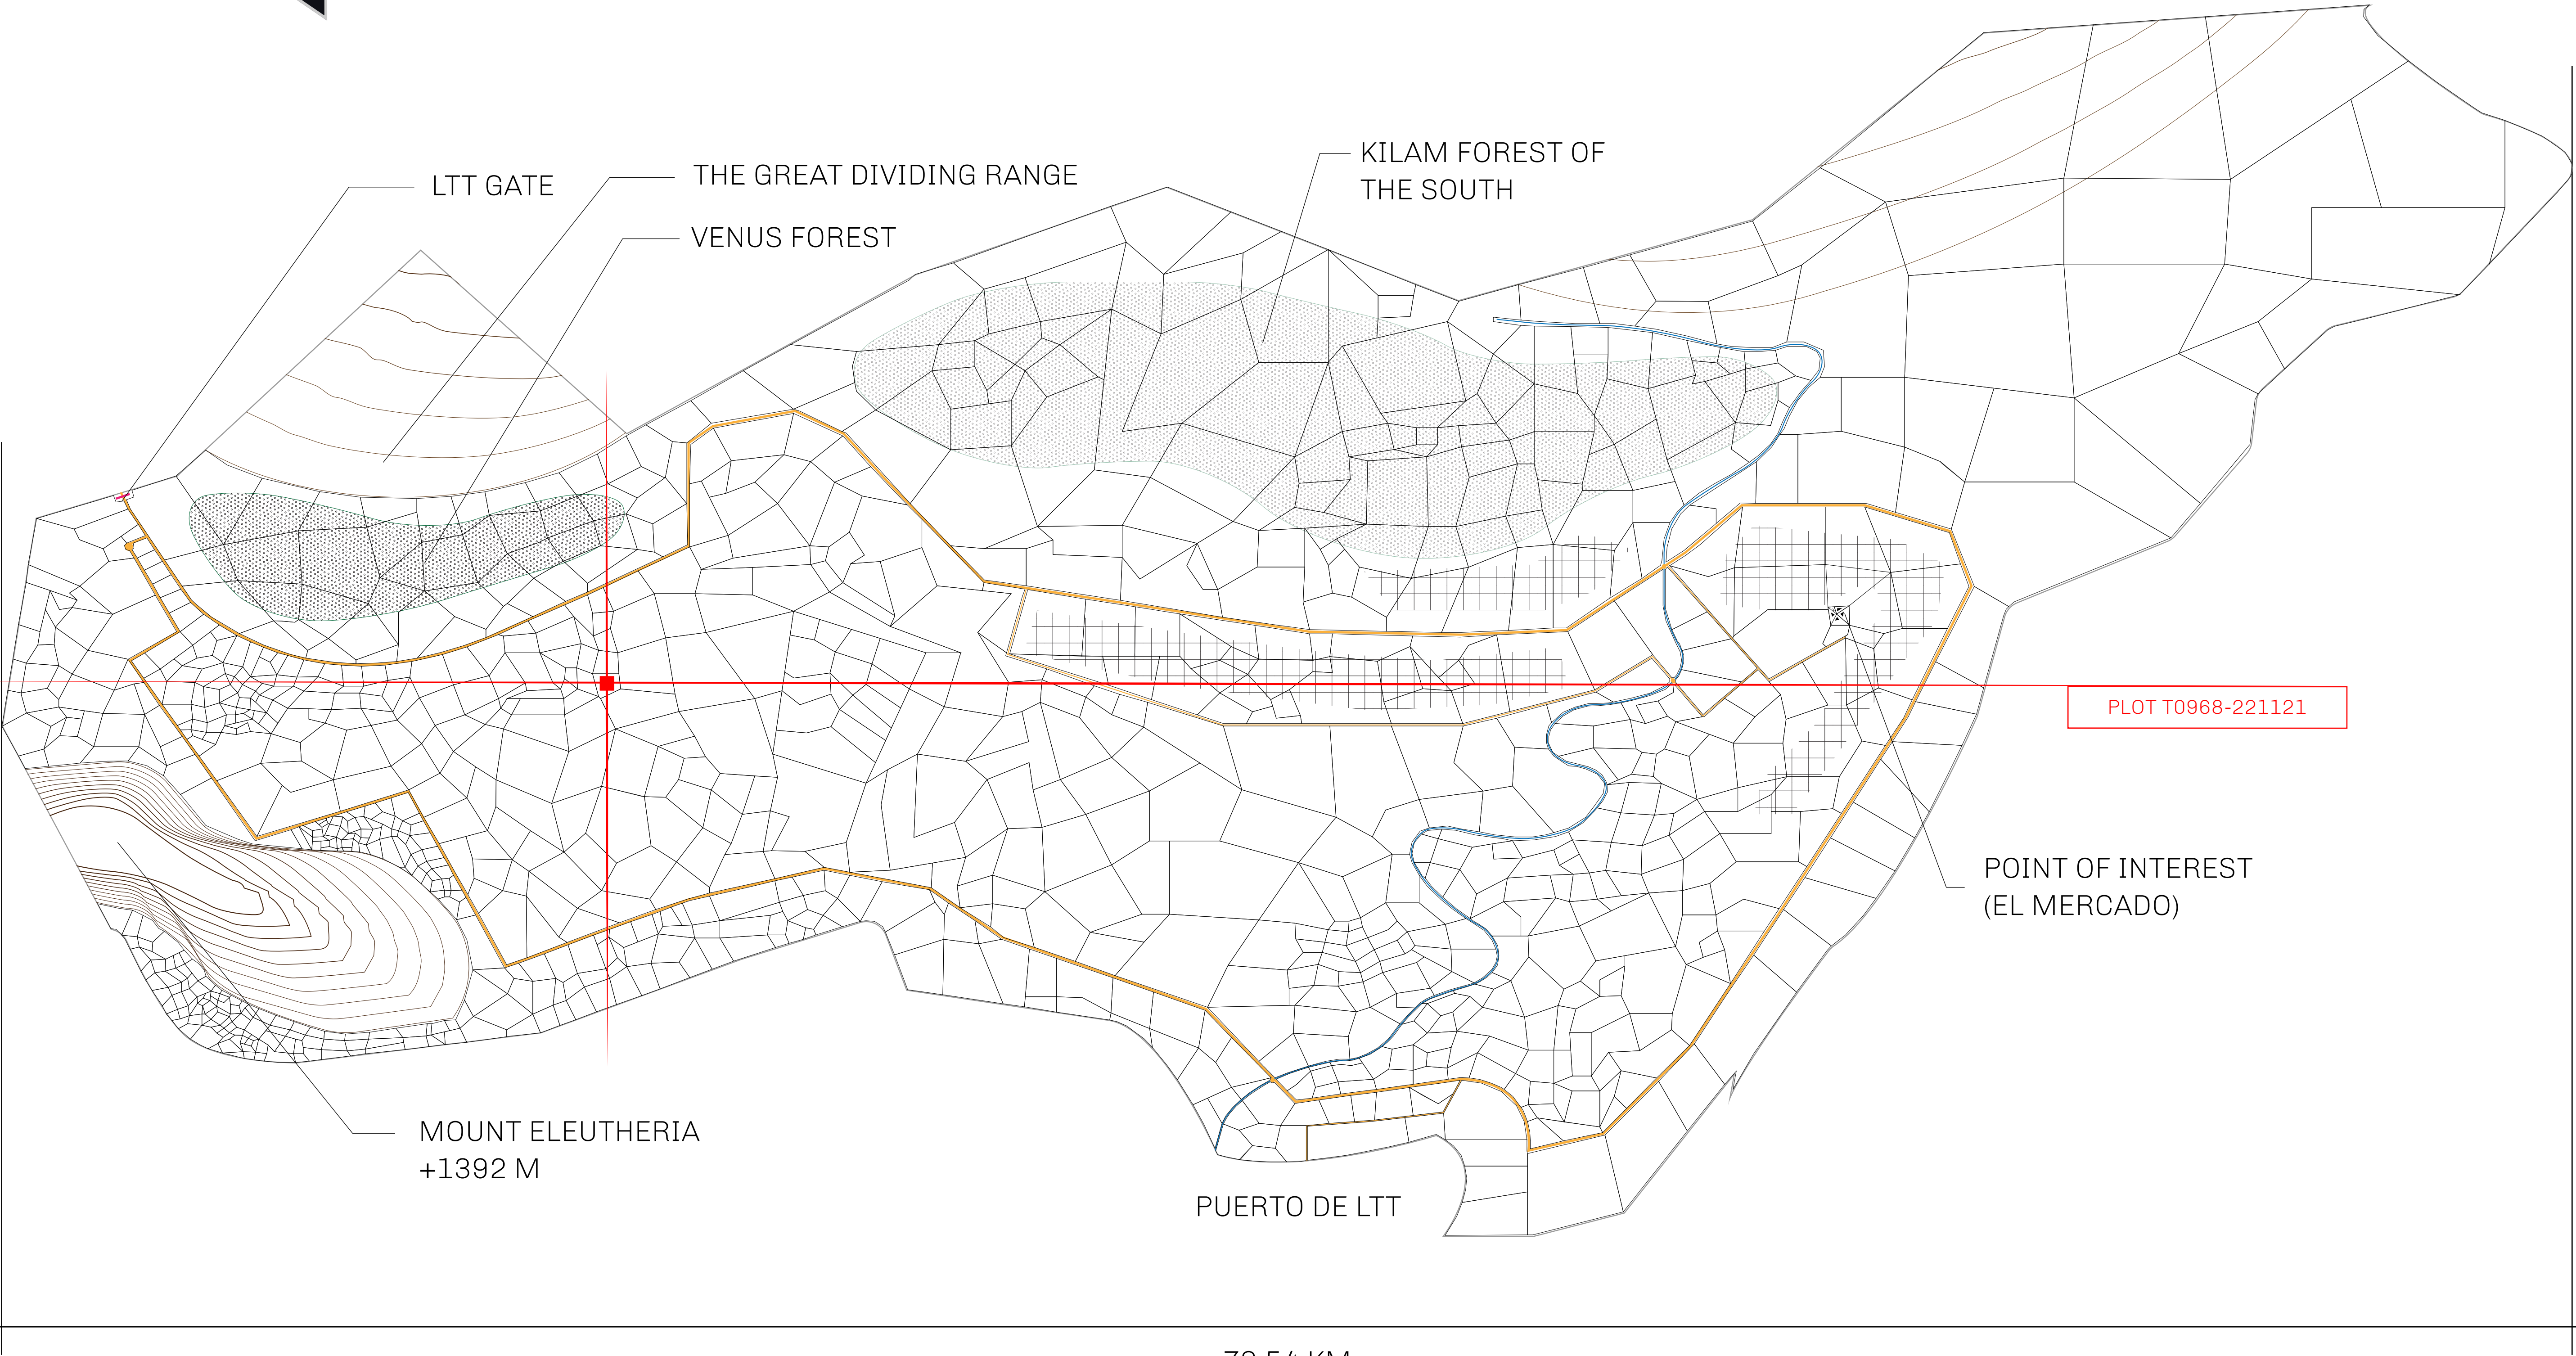 LTT GATE
THE GREAT DIVIDING RANGE
VENUS FOREST
KILAM FOREST OF
THE SOUTH
PLOT T0968-221121
POINT OF INTEREST
(EL MERCADO)
MOUNT ELEUTHERIA
+1392 M
PUERTO DE LTT
KM